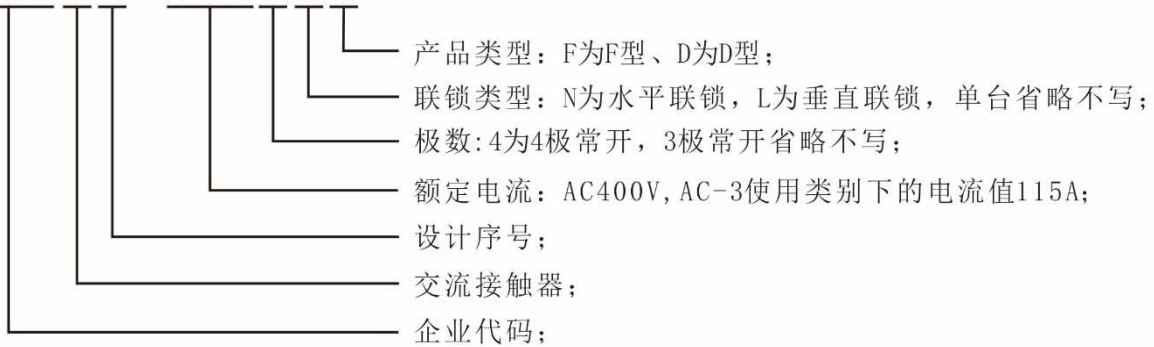 产品类型：F为F型、D为D型；
联锁类型：N为水平联锁，L为垂直联锁，单台省略不写；
极数:4为4极常开，3极常开省略不写；
额定电流：AC400V,AC-3使用类别下的电流值115A；
设计序号；
交流接触器；
企业代码；